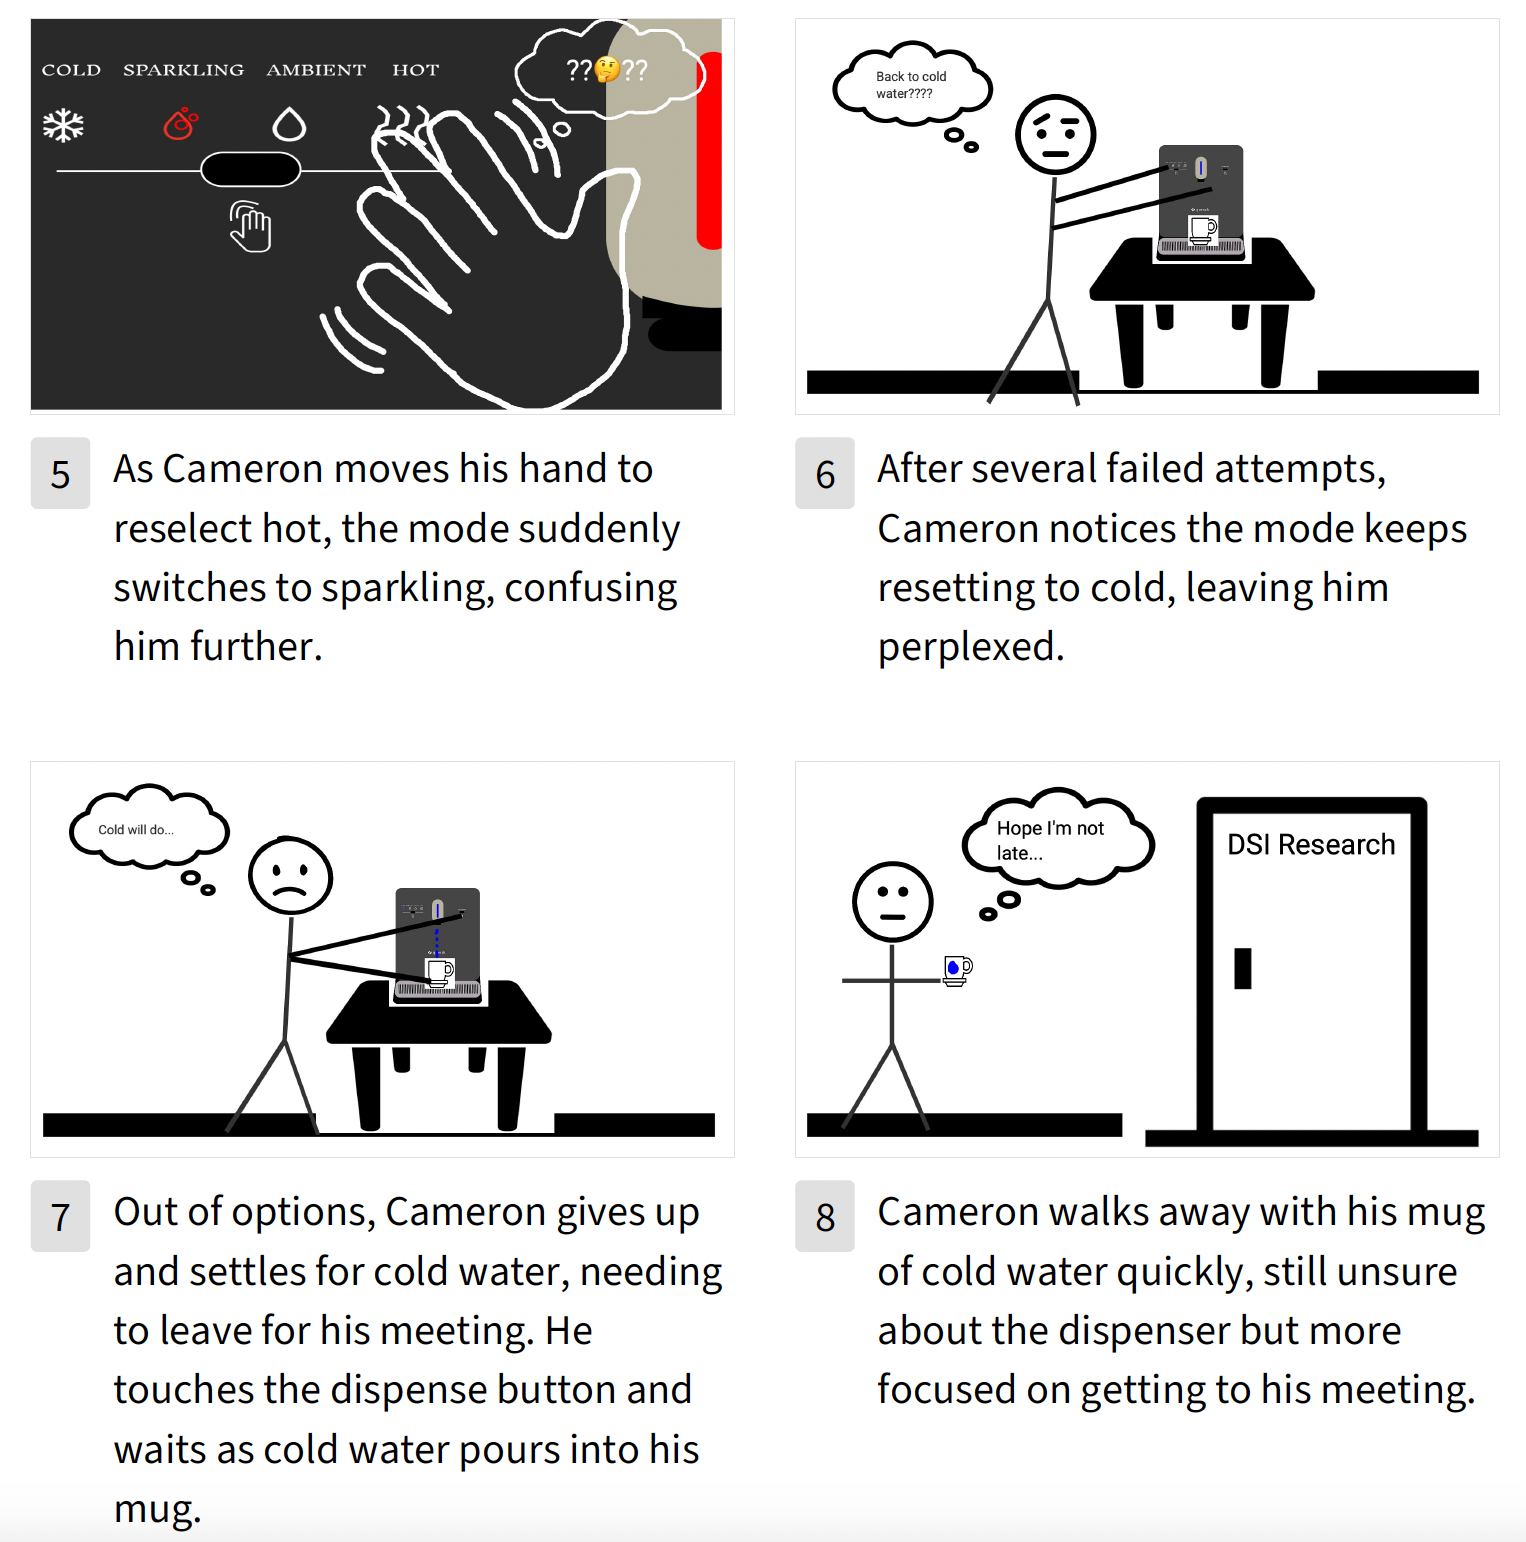 COLD SPARKLING AMBIENT HOT
??🤔??
Back to cold
water????
5
As Cameron moves his hand to
reselect hot, the mode suddenly
switches to sparkling, confusing
him further.
6
After several failed attempts,
Cameron notices the mode keeps
resetting to cold, leaving him
perplexed.
Cold will do...
Hope I'm not
late...
DSI Research
7
Out of options, Cameron gives up
and settles for cold water, needing
to leave for his meeting. He
touches the dispense button and
waits as cold water pours into his
mug.
8
Cameron walks away with his mug
of cold water quickly, still unsure
about the dispenser but more
focused on getting to his meeting.